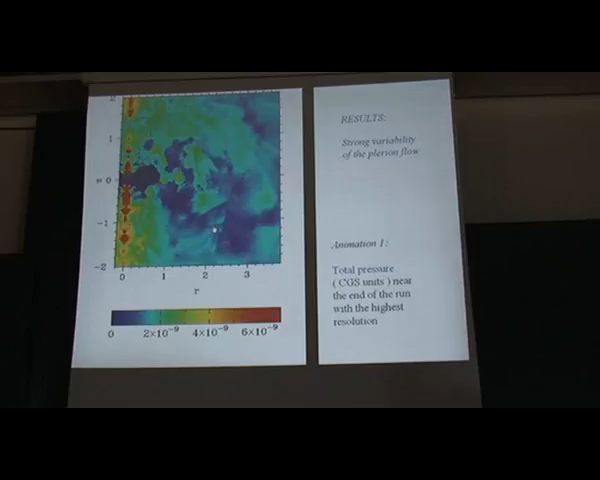 2
1
0
−1
−2
0
1
2
3
r
0
2×10−9
4×10−9
6×10−9
RESULTS:
Strong variability
of the plerion flow
Animation 1:
Total pressure
( CGS units ) near
the end of the run
with the highest
resolution